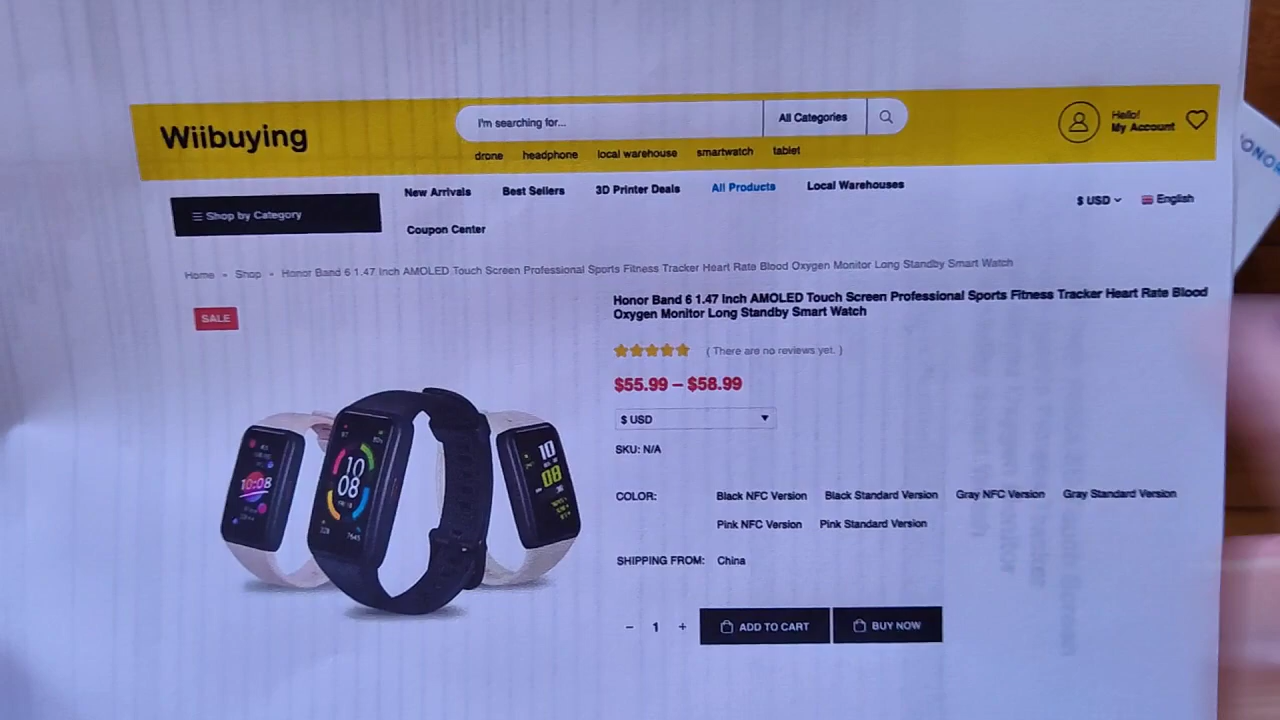 Wiibuying
I'm searching for...
All Categories
drone headphone local warehouse smartwatch tablet
Hello!
My Account
Shop by Category
New Arrivals Best Sellers 3D Printer Deals All Products Local Warehouses
Coupon Center
$ USD
English
Home - Shop - Honor Band 6 1.47 Inch AMOLED Touch Screen Professional Sports Fitness Tracker Heart Rate Blood Oxygen Monitor Long Standby Smart Watch
SALE
Honor Band 6 1.47 Inch AMOLED Touch Screen Professional Sports Fitness Tracker Heart Rate Blood
Oxygen Monitor Long Standby Smart Watch
( There are no reviews yet. )
$55.99 – $58.99
$ USD
SKU: N/A
COLOR: Black NFC Version Black Standard Version Gray NFC Version Gray Standard Version
Pink NFC Version Pink Standard Version
SHIPPING FROM: China
- 1 +
ADD TO CART
BUY NOW
10:08
10
08
10
08